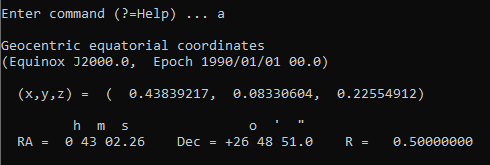 Enter command (?=Help) ... a
Geocentric equatorial coordinates
(Equinox J2000.0,  Epoch 1990/01/01 00.0)
(x,y,z) =  (  0.43839217,  0.08330604,  0.22554912)
h  m  s               o  '  "
RA =  0 43 02.26    Dec = +26 48 51.0    R =   0.50000000